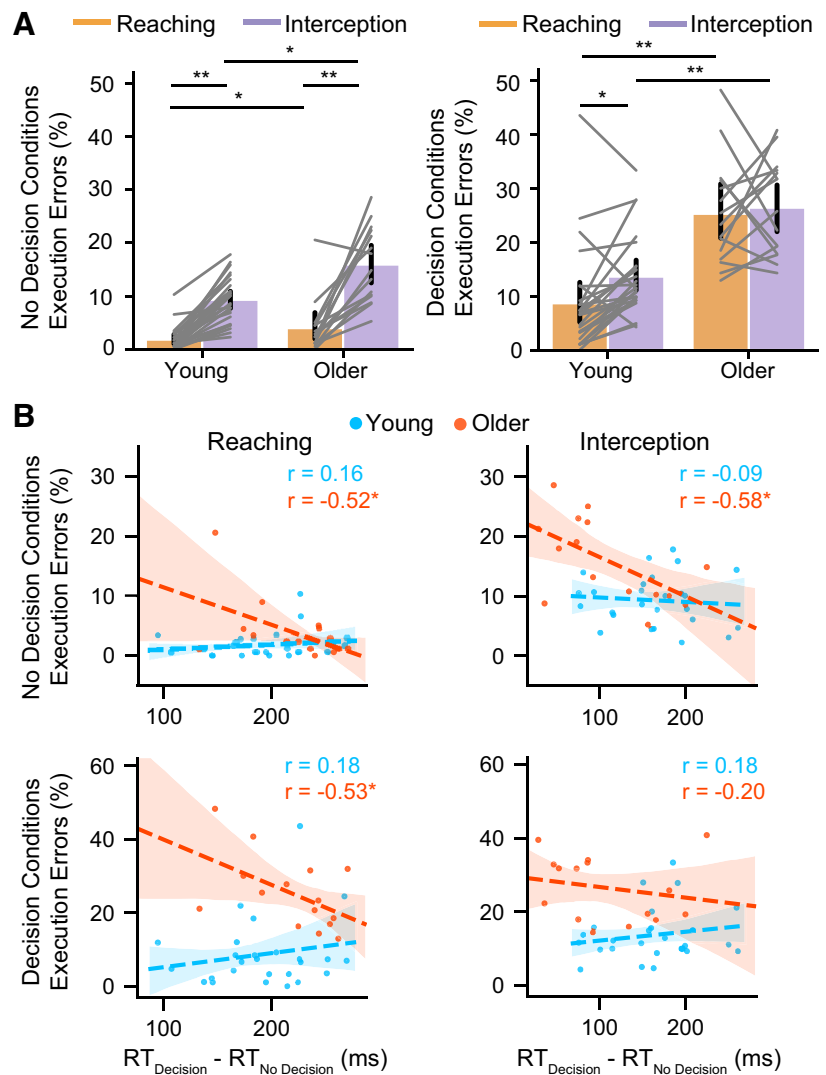 A
Reaching Interception
Reaching Interception
No Decision Conditions
Execution Errors (%)
50
40
30
20
10
0
*
**
**
*
Young Older
Decision Conditions
Execution Errors (%)
50
40
30
20
10
0
**
**
*
Young Older
B
Young Older
Reaching
Interception
No Decision Conditions
Execution Errors (%)
30
20
10
0
r = 0.16
r = -0.52*
100 200
30
20
10
0
r = -0.09
r = -0.58*
100 200
Decision Conditions
Execution Errors (%)
60
40
20
0
r = 0.18
r = -0.53*
100 200
RTDecision - RTNo Decision (ms)
60
40
20
0
r = 0.18
r = -0.20
100 200
RTDecision - RTNo Decision (ms)